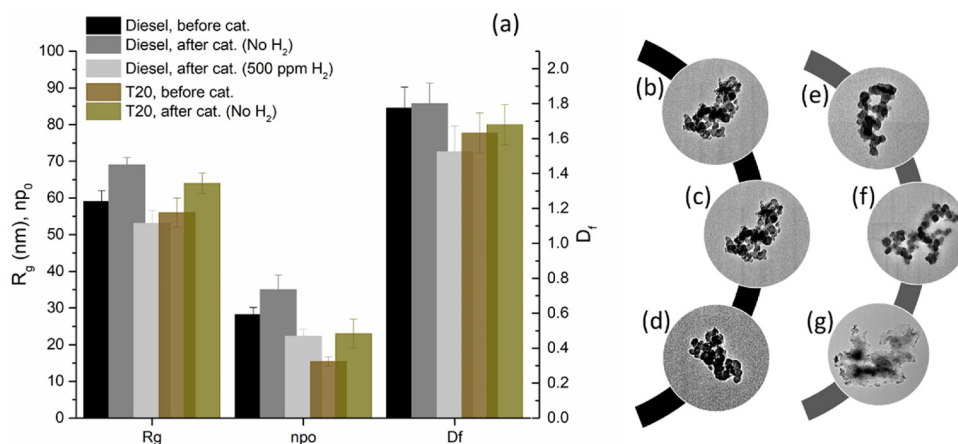 (a)
Diesel, before cat.
Diesel, after cat. (No H₂)
Diesel, after cat. (500 ppm H₂)
T20, before cat.
T20, after cat. (No H₂)
R_g (nm), np₀
100
90
80
70
60
50
40
30
20
10
0
2.0
1.8
1.6
1.4
1.2
1.0
0.8
0.6
0.4
0.2
0.0
D_f
Rg npo Df
(b)
(c)
(d)
(e)
(f)
(g)